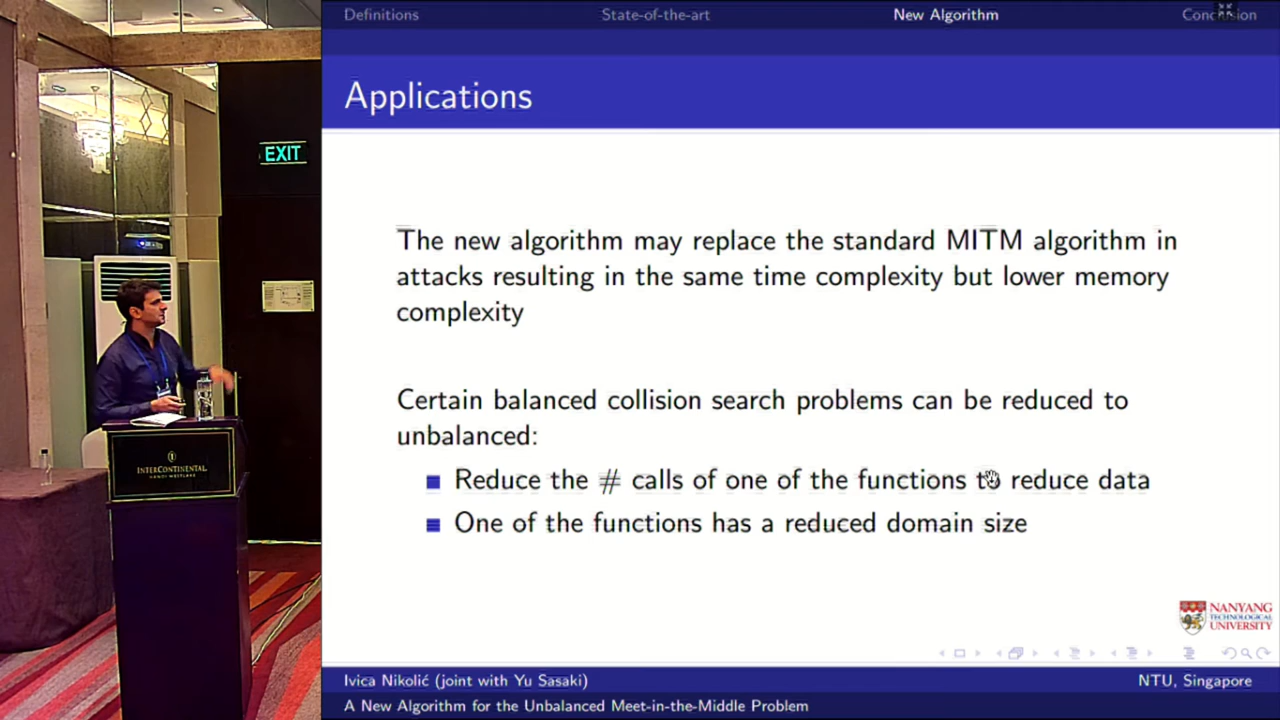 Definitions State-of-the-art New Algorithm Conclusion
Applications
EXIT
The new algorithm may replace the standard MITM algorithm in
attacks resulting in the same time complexity but lower memory
complexity
Certain balanced collision search problems can be reduced to
unbalanced:
Reduce the # calls of one of the functions to reduce data
One of the functions has a reduced domain size
INTERCONTINENTAL
HANOI WESTLAKE
NANYANG
TECHNOLOGICAL
UNIVERSITY
Ivica Nikolić (joint with Yu Sasaki) NTU, Singapore
A New Algorithm for the Unbalanced Meet-in-the-Middle Problem